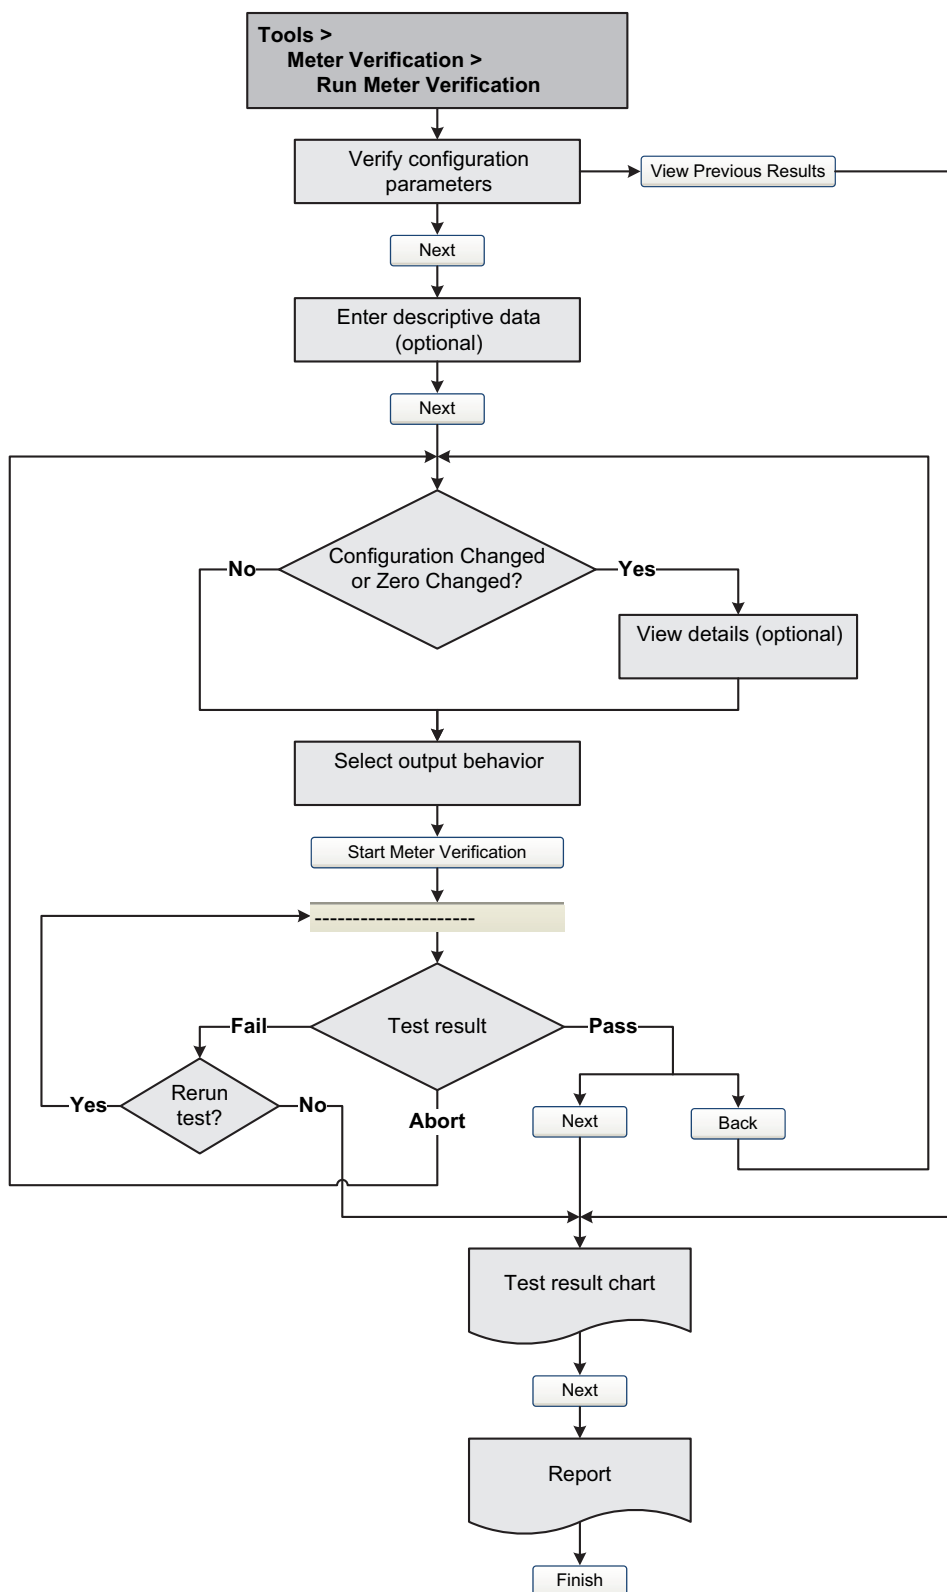 Tools >
Meter Verification >
Run Meter Verification
Verify configuration
parameters
View Previous Results
Next
Enter descriptive data
(optional)
Next
Configuration Changed
or Zero Changed?
No
Yes
View details (optional)
Select output behavior
Start Meter Verification
----------------------
Test result
Fail
Pass
Rerun
test?
Yes
No
Abort
Next
Back
Test result chart
Next
Report
Finish